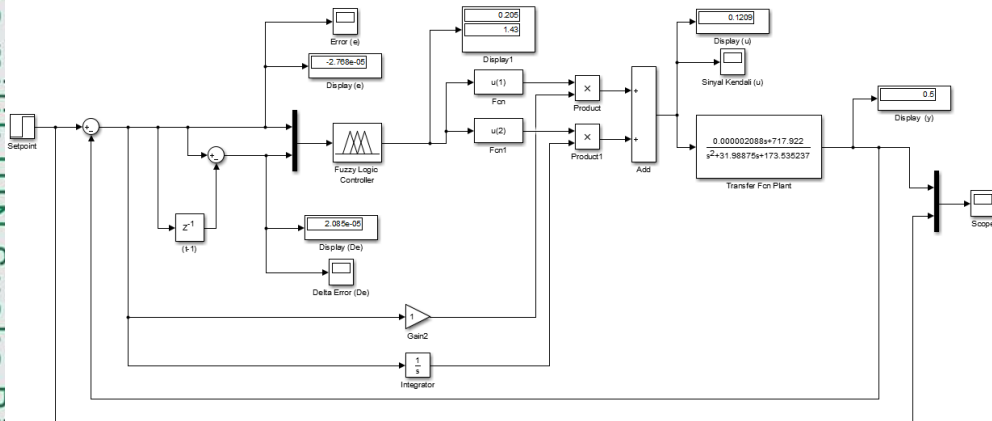 0.205
1.43
Display1
0.1209
Display (u)
Error (e)
-2.768e-05
Display (e)
Sinyal Kendali (u)
u(1)
Fcn
×
Product
0.5
Display (y)
Setpoint
+
-
u(2)
Fcn1
×
Product1
+
+
Add
0.000002088s+717.922
s²+31.98875s+173.535237
Transfer Fcn Plant
Fuzzy Logic
Controller
+
-
z⁻¹
(t-1)
2.085e-05
Display (De)
Delta Error (De)
Scope
1
Gain2
1
s
Integrator